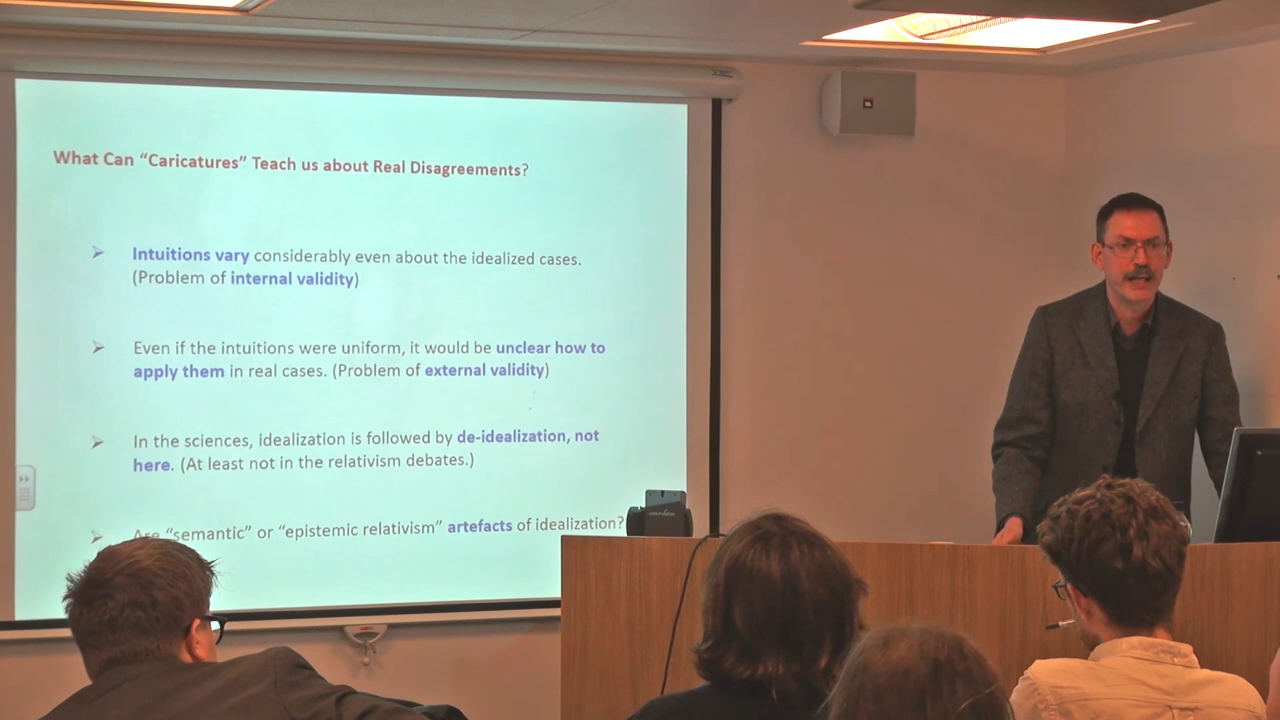 What Can “Caricatures” Teach us about Real Disagreements?
Intuitions vary considerably even about the idealized cases.
(Problem of internal validity)
Even if the intuitions were uniform, it would be unclear how to
apply them in real cases. (Problem of external validity)
In the sciences, idealization is followed by de-idealization, not
here. (At least not in the relativism debates.)
Are “semantic” or “epistemic relativism” artefacts of idealization?